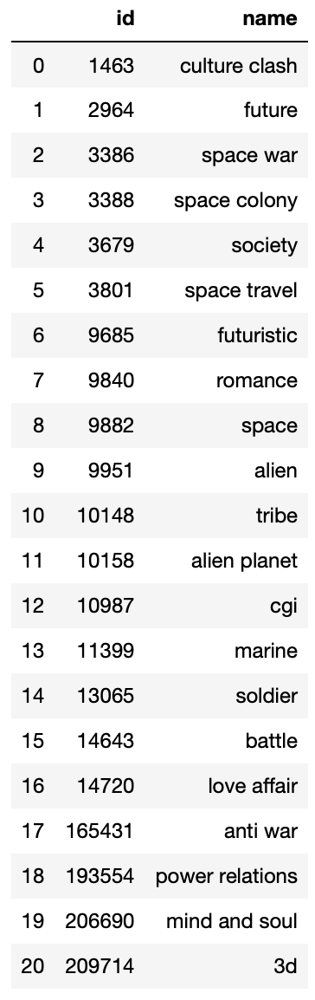 id name
0 1463 culture clash
1 2964 future
2 3386 space war
3 3388 space colony
4 3679 society
5 3801 space travel
6 9685 futuristic
7 9840 romance
8 9882 space
9 9951 alien
10 10148 tribe
11 10158 alien planet
12 10987 cgi
13 11399 marine
14 13065 soldier
15 14643 battle
16 14720 love affair
17 165431 anti war
18 193554 power relations
19 206690 mind and soul
20 209714 3d